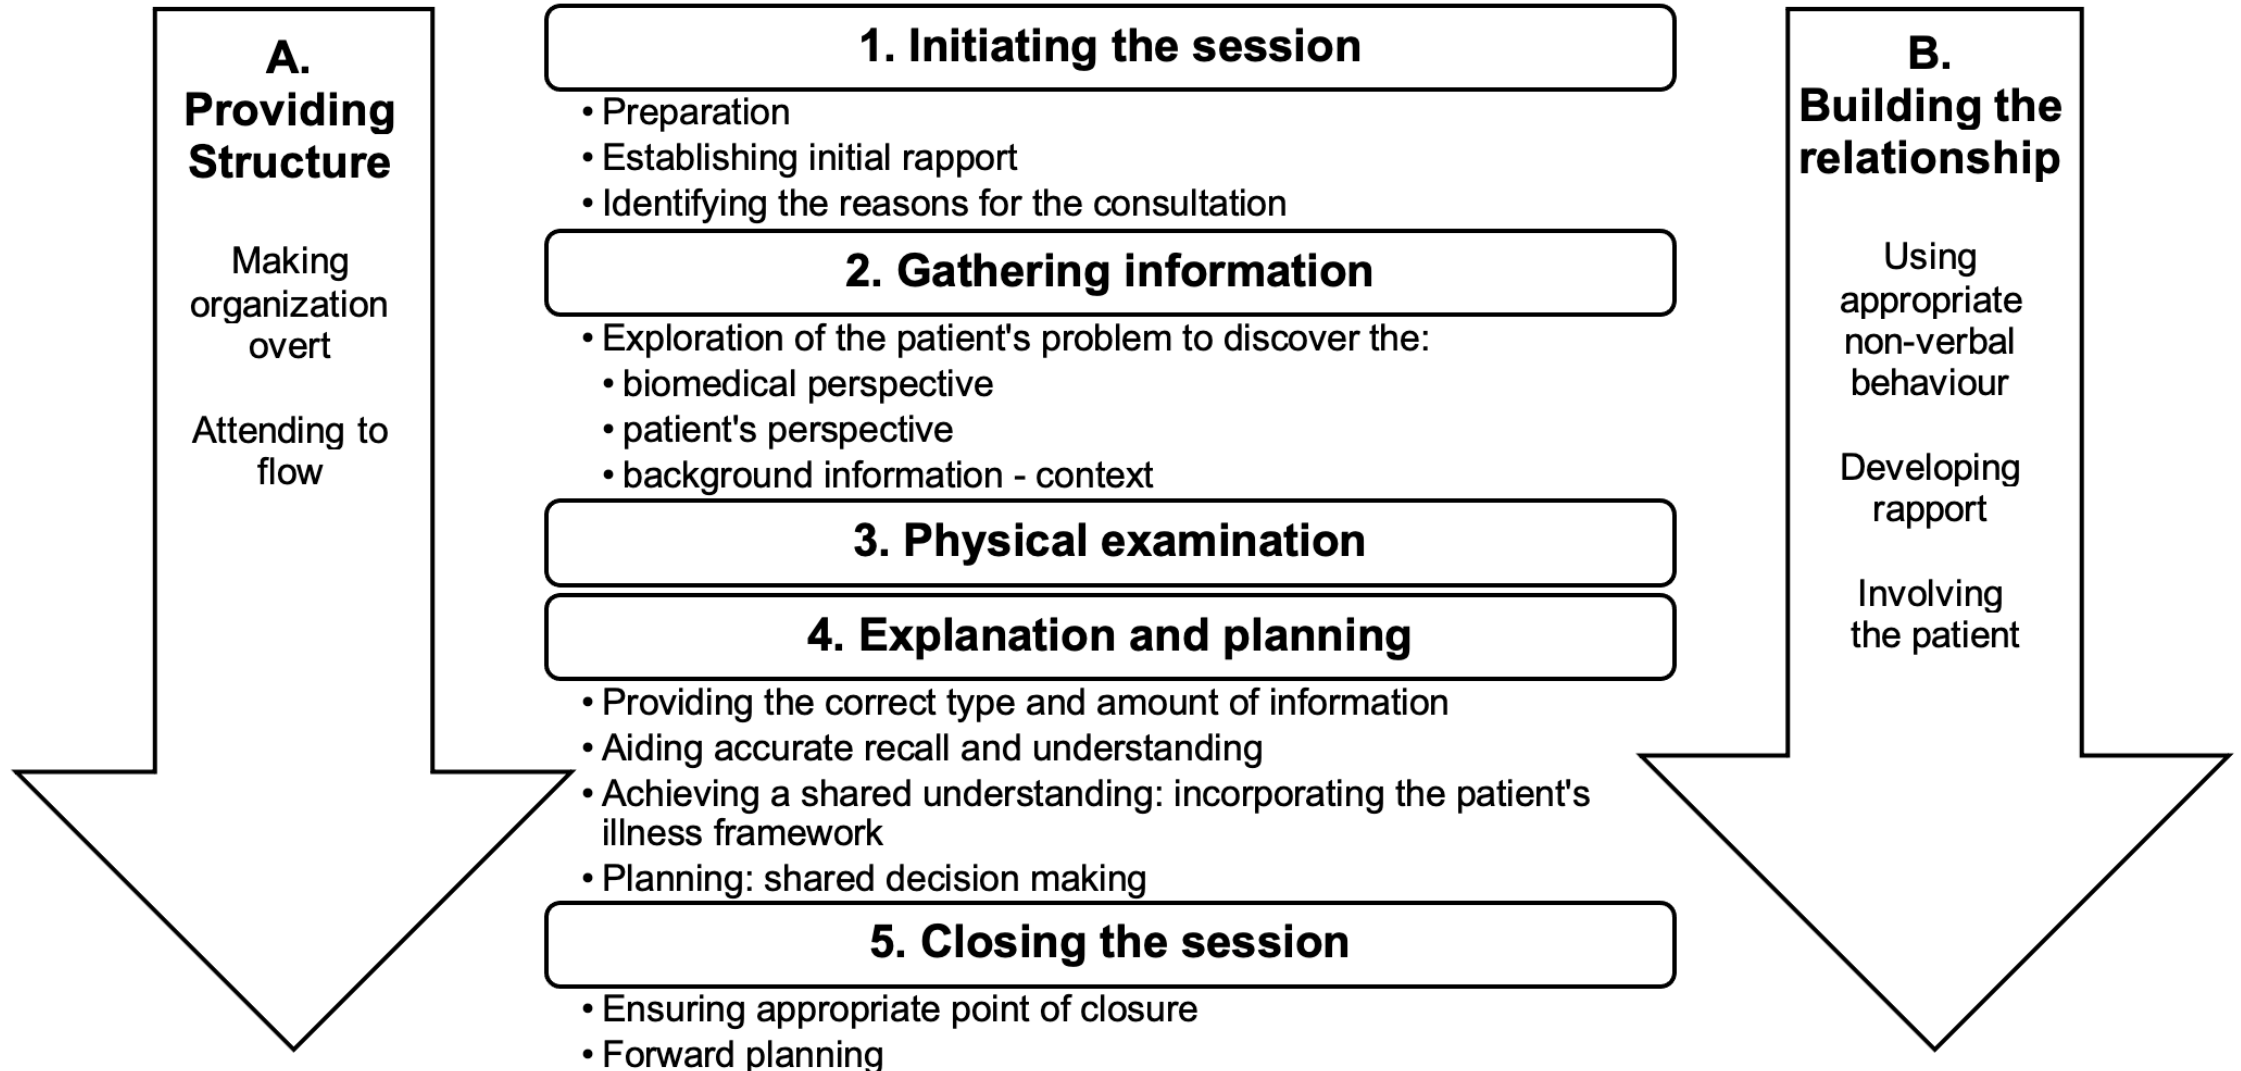 A.
Providing
Structure
Making
organization
overt
Attending to
flow
1. Initiating the session
• Preparation
• Establishing initial rapport
• Identifying the reasons for the consultation
2. Gathering information
• Exploration of the patient's problem to discover the:
• biomedical perspective
• patient's perspective
• background information - context
3. Physical examination
4. Explanation and planning
• Providing the correct type and amount of information
• Aiding accurate recall and understanding
• Achieving a shared understanding: incorporating the patient's
illness framework
• Planning: shared decision making
5. Closing the session
• Ensuring appropriate point of closure
• Forward planning
B.
Building the
relationship
Using
appropriate
non-verbal
behaviour
Developing
rapport
Involving
the patient